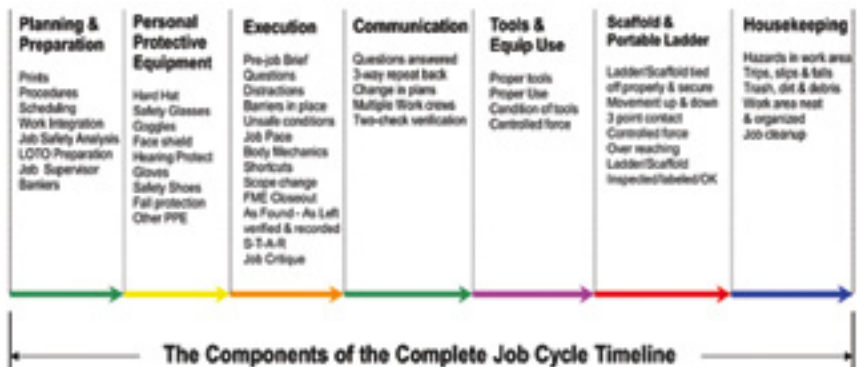 Planning &
Preparation
Prints
Procedures
Scheduling
Work Integration
Job Safety Analysis
LOTO Preparation
Job Supervisor
Barriers
Personal
Protective
Equipment
Hard Hat
Safety Glasses
Goggles
Face shield
Hearing Protect
Gloves
Safety Shoes
Fall protection
Other PPE
Execution
Pre-job Brief
Questions
Distractions
Barriers in place
Unsafe conditions
Job Pace
Body Mechanics
Shortcuts
Scope change
FME Closeout
As Found - As Left
verified & recorded
S-T-A-R
Job Critique
Communication
Questions answered
3-way repeat back
Change in plans
Multiple Work crews
Two-check verification
Tools &
Equip Use
Proper tools
Proper Use
Condition of tools
Controlled force
Scaffold &
Portable Ladder
Ladder/Scaffold tied
off properly & secure
Movement up & down
3 point contact
Controlled force
Over reaching
Ladder/Scaffold
Inspected/labeled/OK
Housekeeping
Hazards in work area
Trips, slips & falls
Trash, dirt & debris
Work area neat
& organized
Job cleanup
The Components of the Complete Job Cycle Timeline